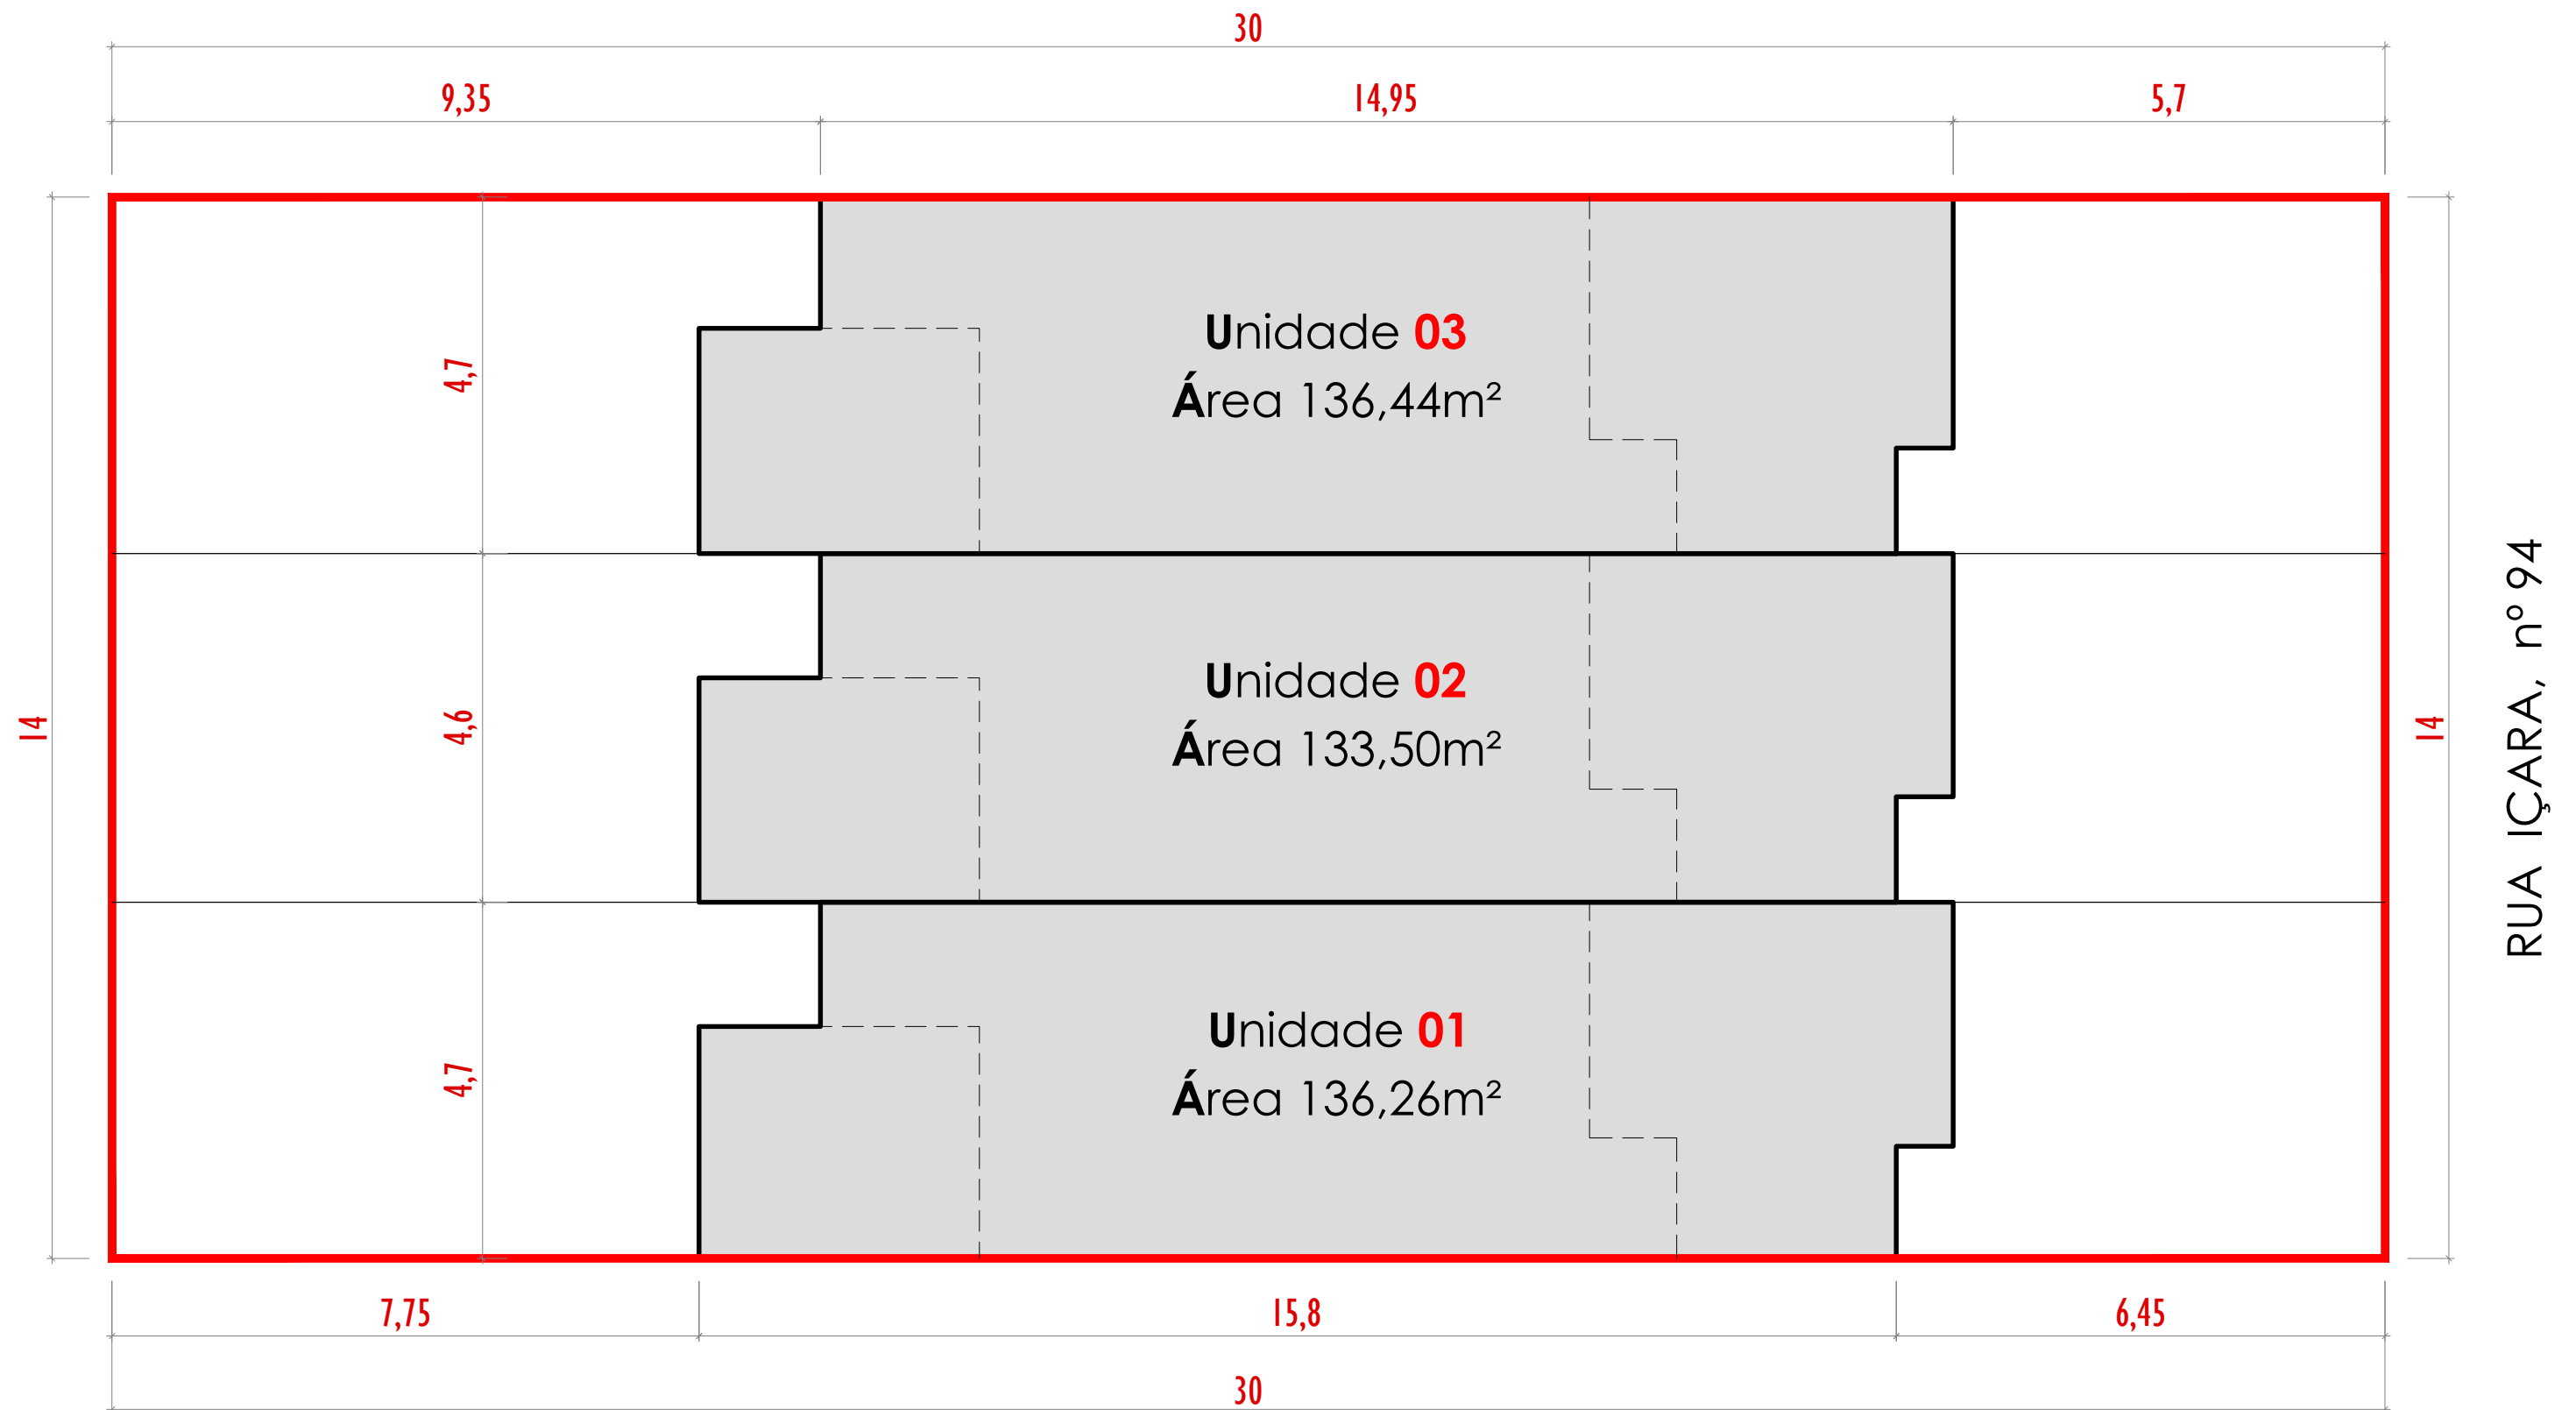 30
9,35 14,95 5,7
4,7
Unidade 03
Área 136,44m²
14
4,6
Unidade 02
Área 133,50m²
14
RUA IÇARA, nº 94
4,7
Unidade 01
Área 136,26m²
7,75 15,8 6,45
30